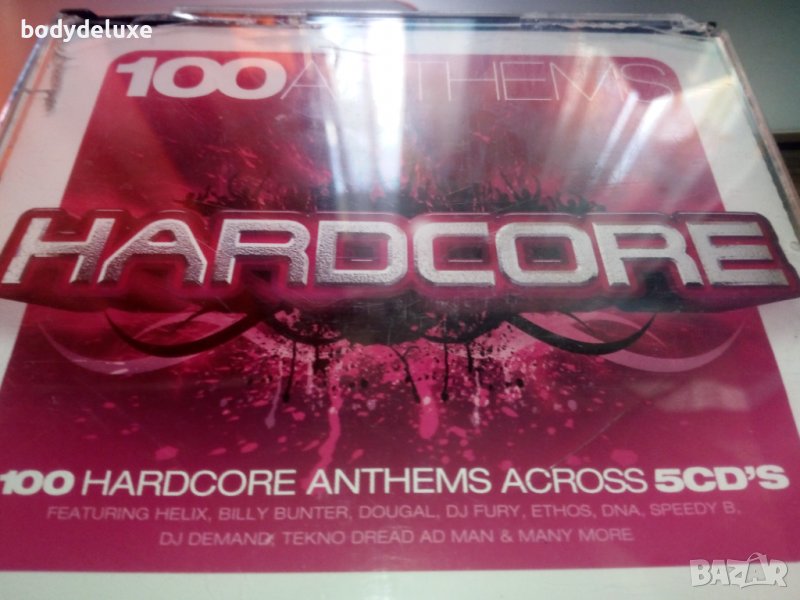 bodydeluxe
100 ANTHEMS
HARDCORE
100 HARDCORE ANTHEMS ACROSS 5CD'S
FEATURING HELIX, BILLY BUNTER, DOUGAL, DJ FURY, ETHOS, DNA, SPEEDY B,
DJ DEMAND, TEKNO DREAD AD MAN & MANY MORE
BAZAR